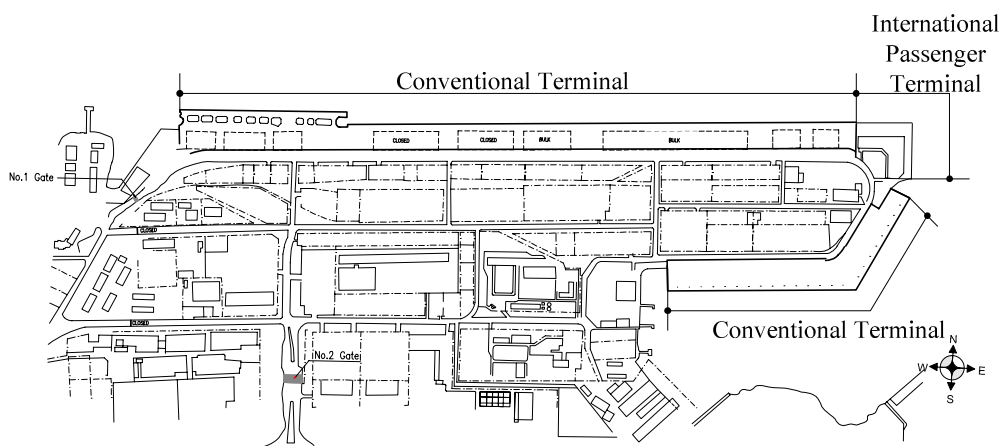 International
Passenger
Terminal
Conventional Terminal
CLOSED
CLOSED
BULK
BULK
No.1 Gate
CLOSED
CLOSED
No.2 Gate
Conventional Terminal
N
W
E
S